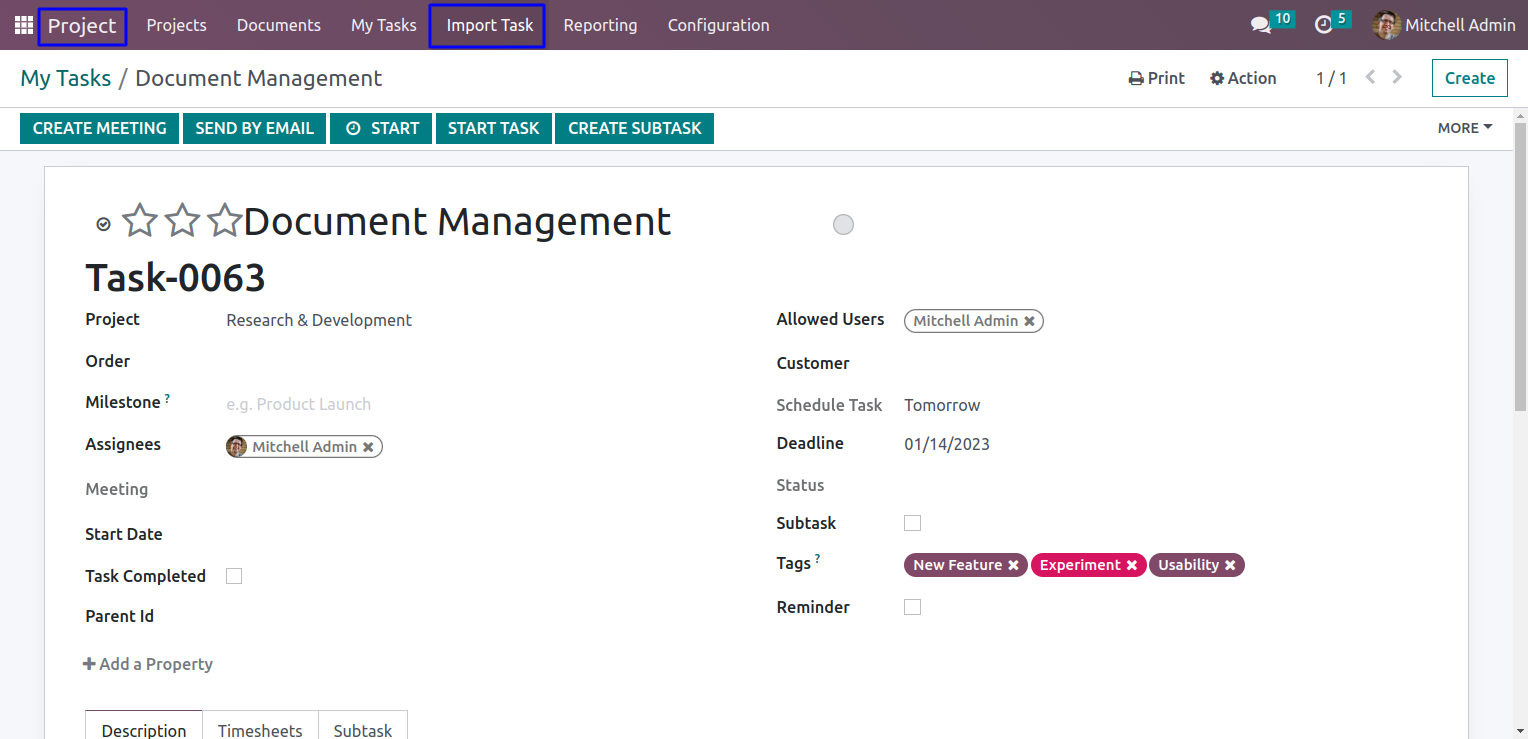 Project Projects Documents My Tasks Import Task Reporting Configuration 10 5 Mitchell Admin
My Tasks / Document Management Print Action 1 / 1 Create
CREATE MEETING SEND BY EMAIL START START TASK CREATE SUBTASK MORE
Document Management
Task-0063
Project Research & Development Allowed Users Mitchell Admin
Order Customer
Milestone ? e.g. Product Launch Schedule Task Tomorrow
Assignees Mitchell Admin Deadline 01/14/2023
Meeting Status
Start Date Subtask
Task Completed Tags ? New Feature Experiment Usability
Parent Id Reminder
Add a Property
Description Timesheets Subtask